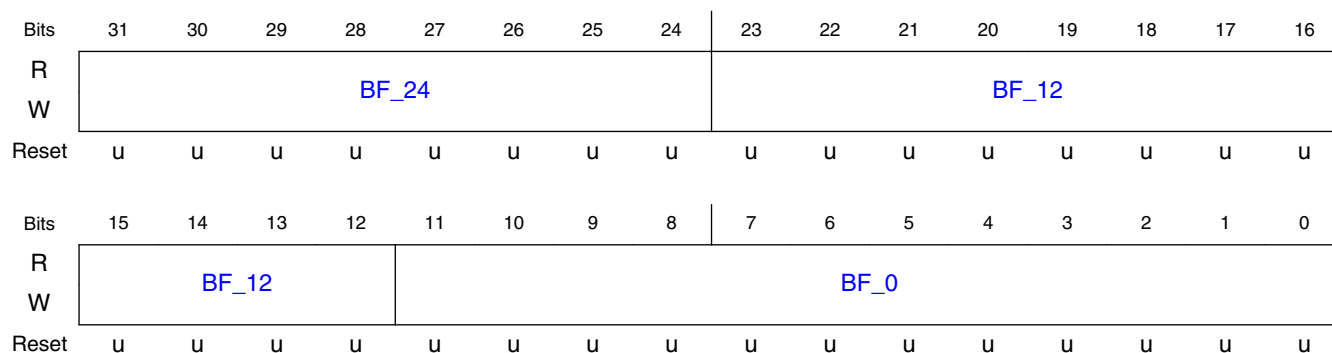 Bits 31 30 29 28 27 26 25 24 23 22 21 20 19 18 17 16
R
BF_24 BF_12
W
Reset u u u u u u u u u u u u u u u u
Bits 15 14 13 12 11 10 9 8 7 6 5 4 3 2 1 0
R
BF_12 BF_0
W
Reset u u u u u u u u u u u u u u u u